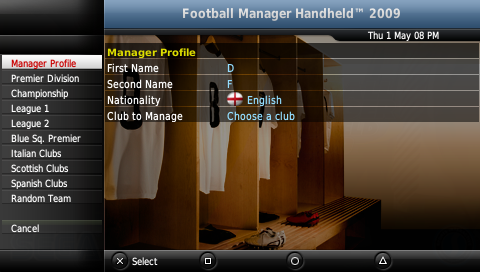 Football Manager Handheld™ 2009
Thu 1 May 08 PM
Manager Profile
Premier Division
Championship
League 1
League 2
Blue Sq. Premier
Italian Clubs
Scottish Clubs
Spanish Clubs
Random Team
Cancel
Manager Profile
First Name D
Second Name F
Nationality English
Club to Manage Choose a club
Select